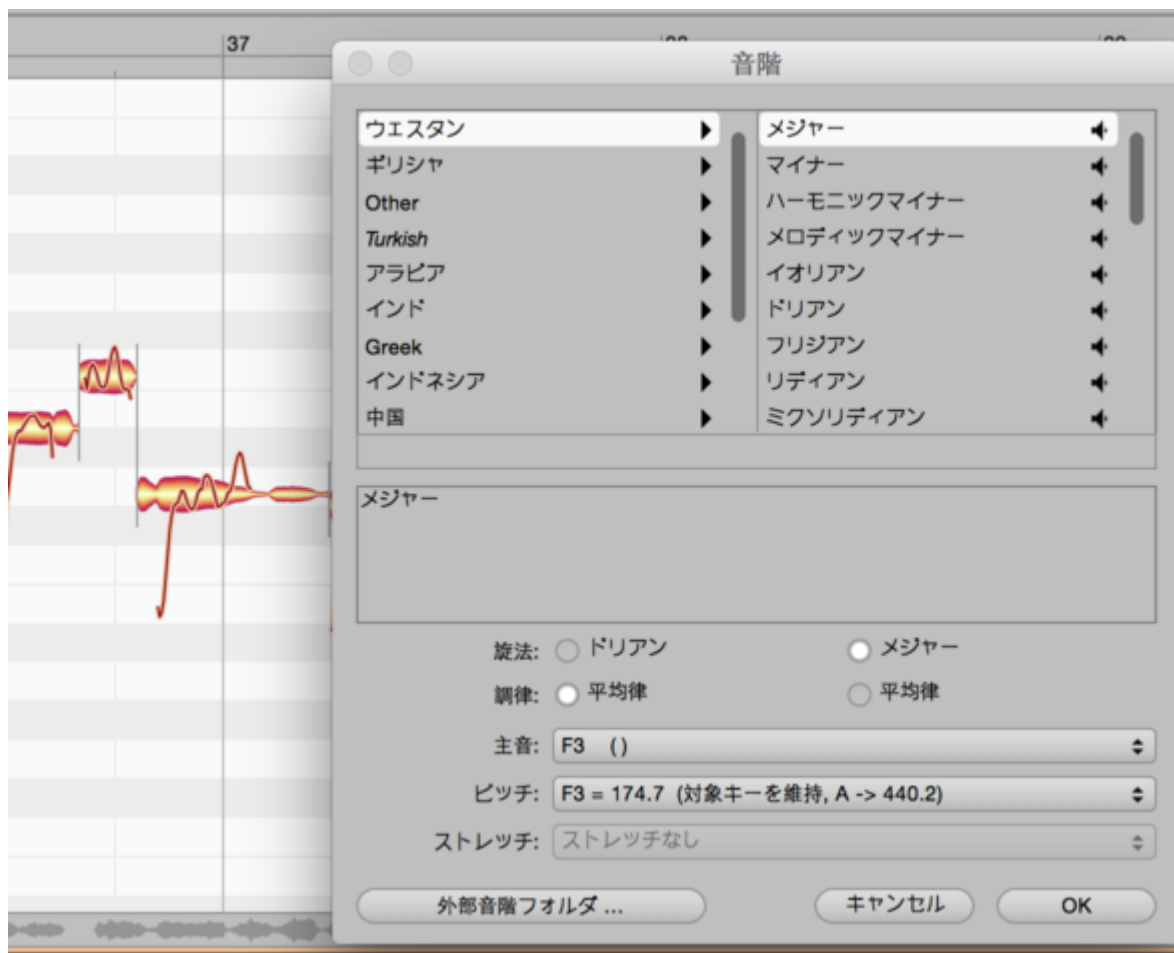 37
音階
ウエスタン
ギリシャ
Other
Turkish
アラビア
インド
Greek
インドネシア
中国
メジャー
マイナー
ハーモニックマイナー
メロディックマイナー
イオリアン
ドリアン
フリジアン
リディアン
ミクソリディアン
メジャー
旋法: ドリアン メジャー
調律: 平均律 平均律
主音: F3 ( )
ピッチ: F3 = 174.7 (対象キーを維持, A -> 440.2)
ストレッチ: ストレッチなし
外部音階フォルダ ... キャンセル OK